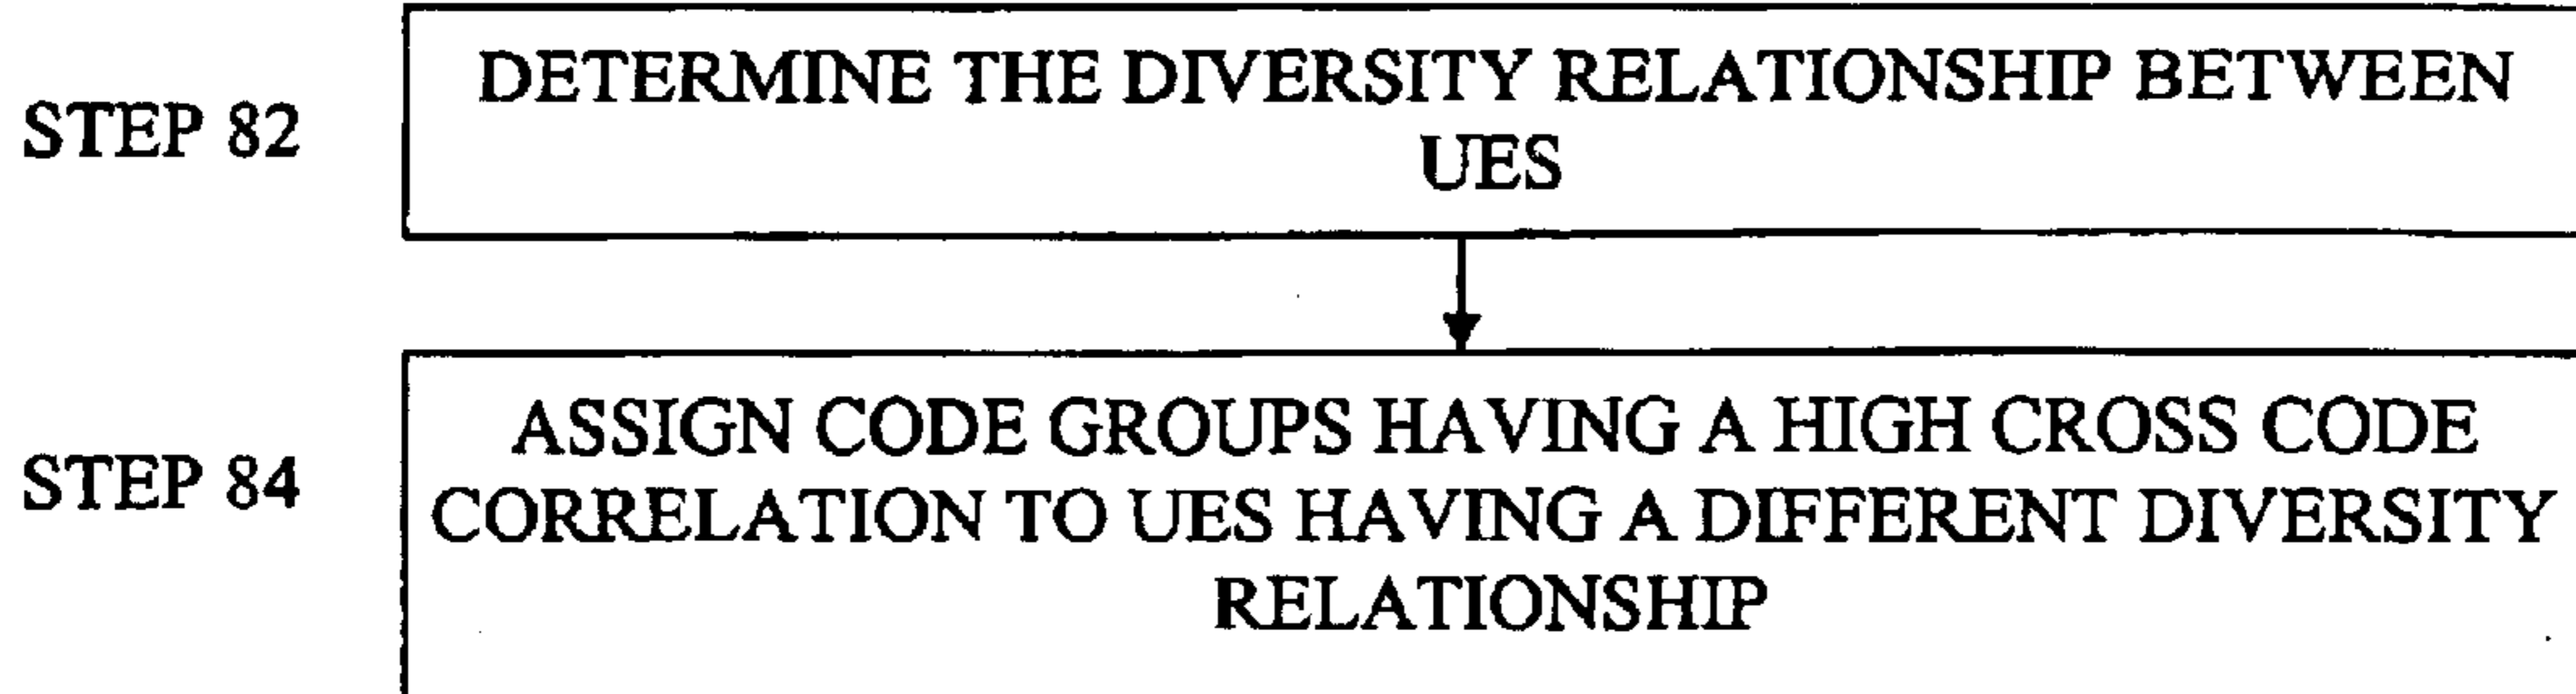 STEP 82
DETERMINE THE DIVERSITY RELATIONSHIP BETWEEN
UES
STEP 84
ASSIGN CODE GROUPS HAVING A HIGH CROSS CODE
CORRELATION TO UES HAVING A DIFFERENT DIVERSITY
RELATIONSHIP